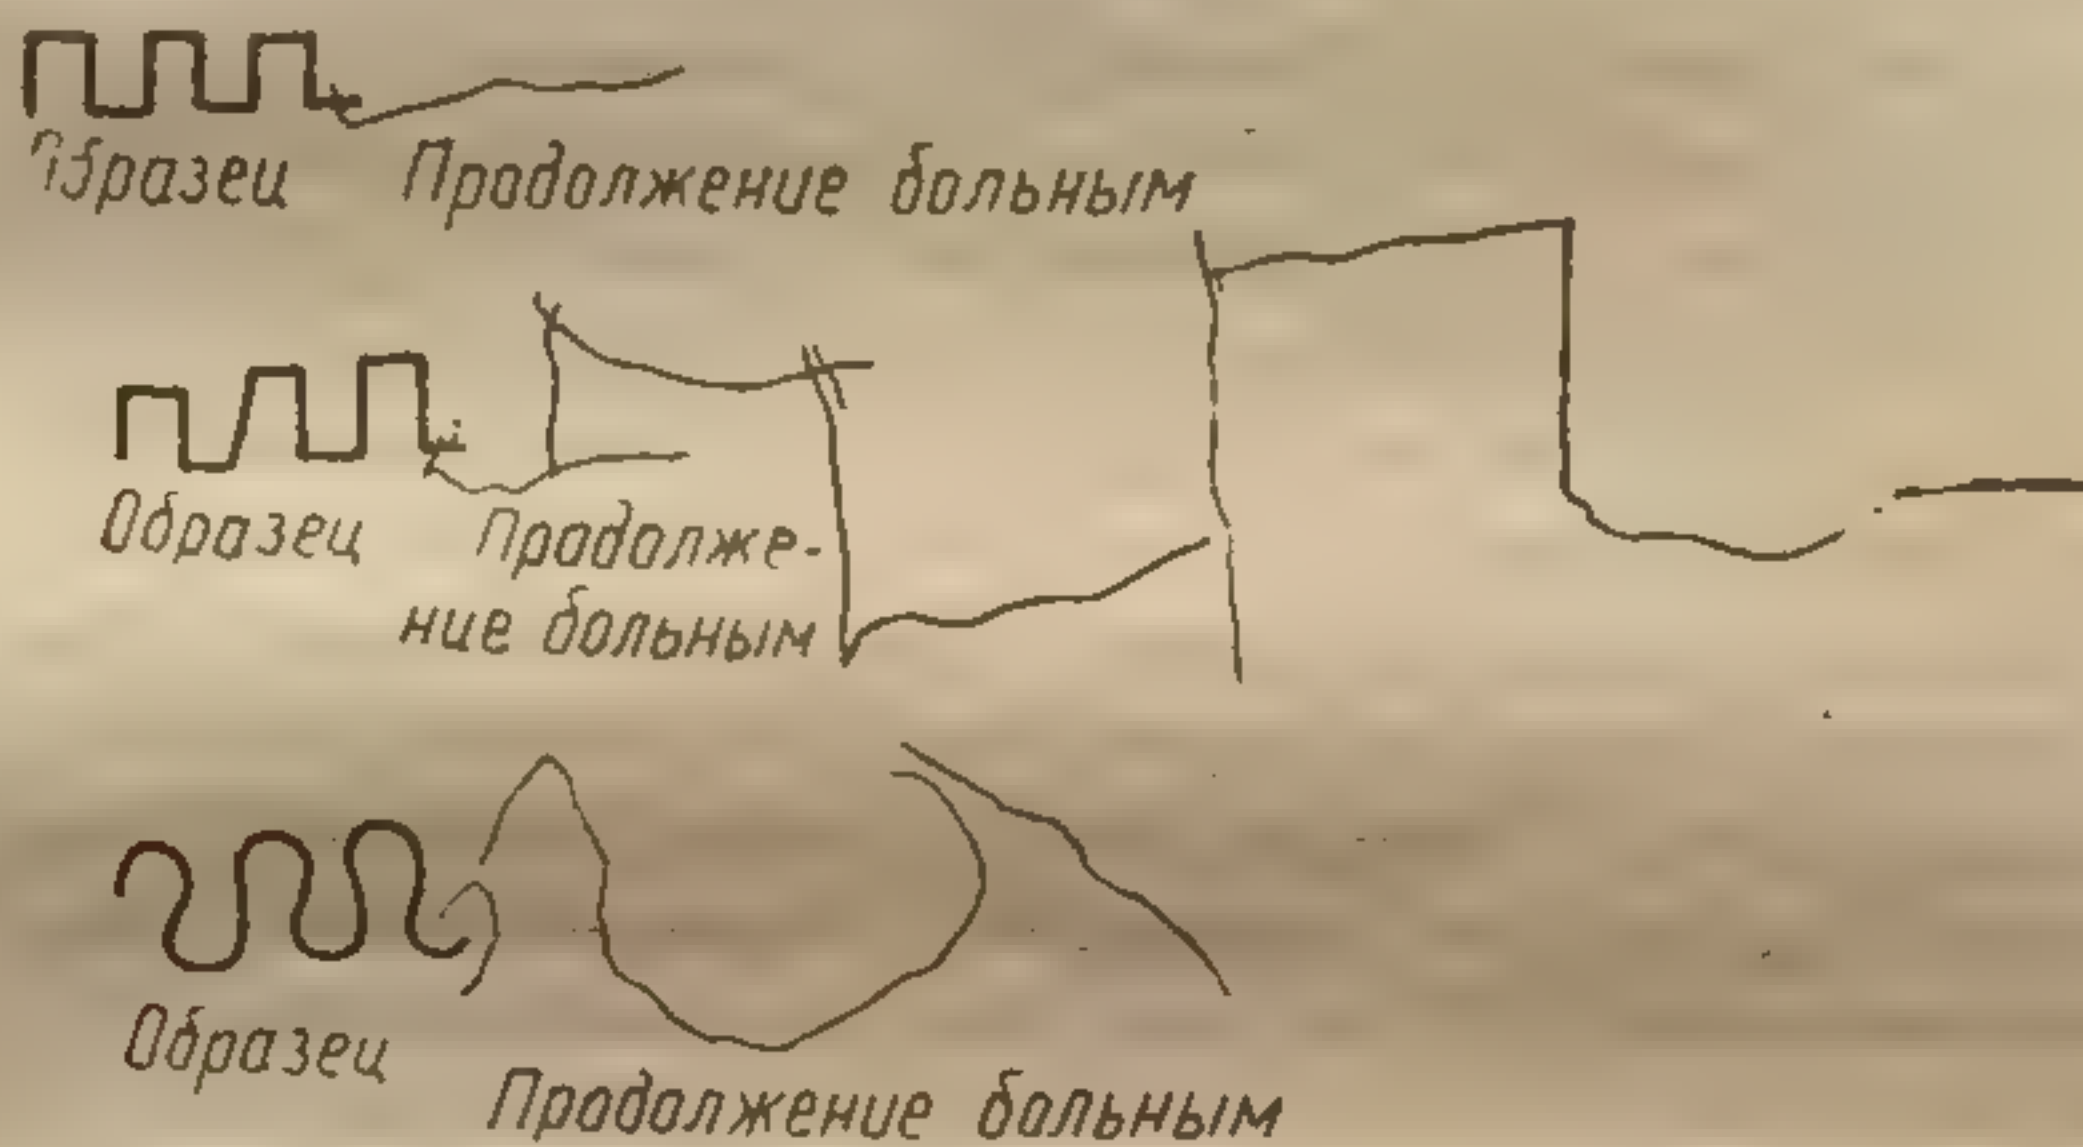 Образец Продолжение больным
Образец Продолже-
ние больным
Образец
Продолжение больным